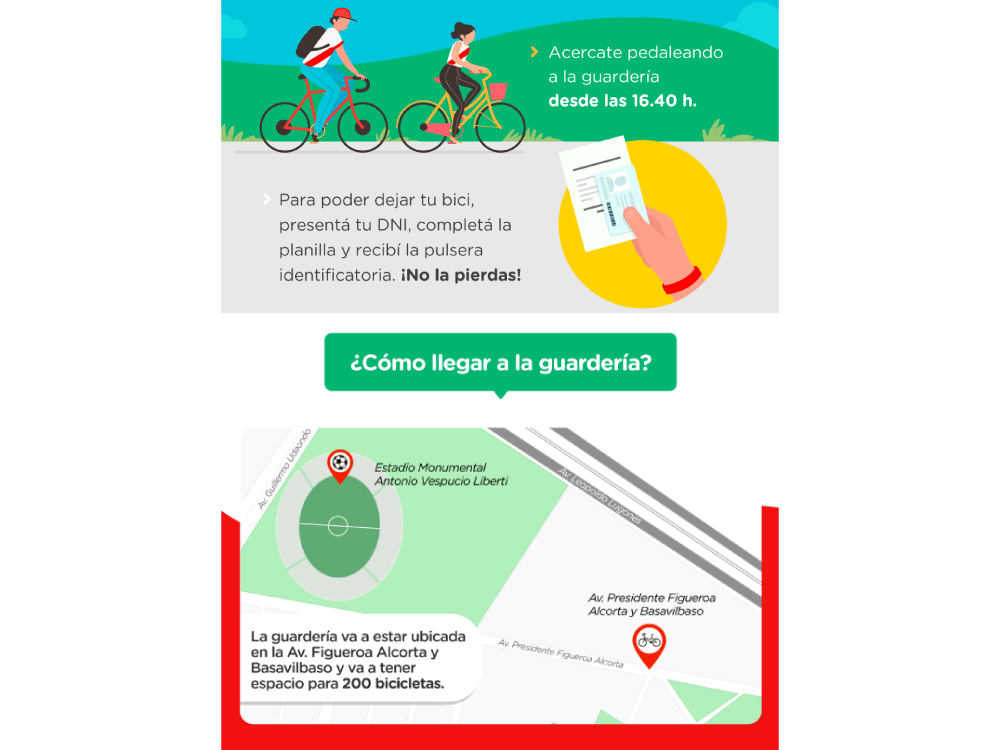 Acercate pedaleando
a la guardería
desde las 16.40 h.
Para poder dejar tu bici,
presentá tu DNI, completá la
planilla y recibí la pulsera
identificatoria. ¡No la pierdas!
¿Cómo llegar a la guardería?
Av. Guillermo Udaondo
Estadio Monumental
Antonio Vespucio Liberti
Av. Leopoldo Lugones
Av. Presidente Figueroa
Alcorta y Basavilbaso
Av. Presidente Figueroa Alcorta
La guardería va a estar ubicada
en la Av. Figueroa Alcorta y
Basavilbaso y va a tener
espacio para 200 bicicletas.